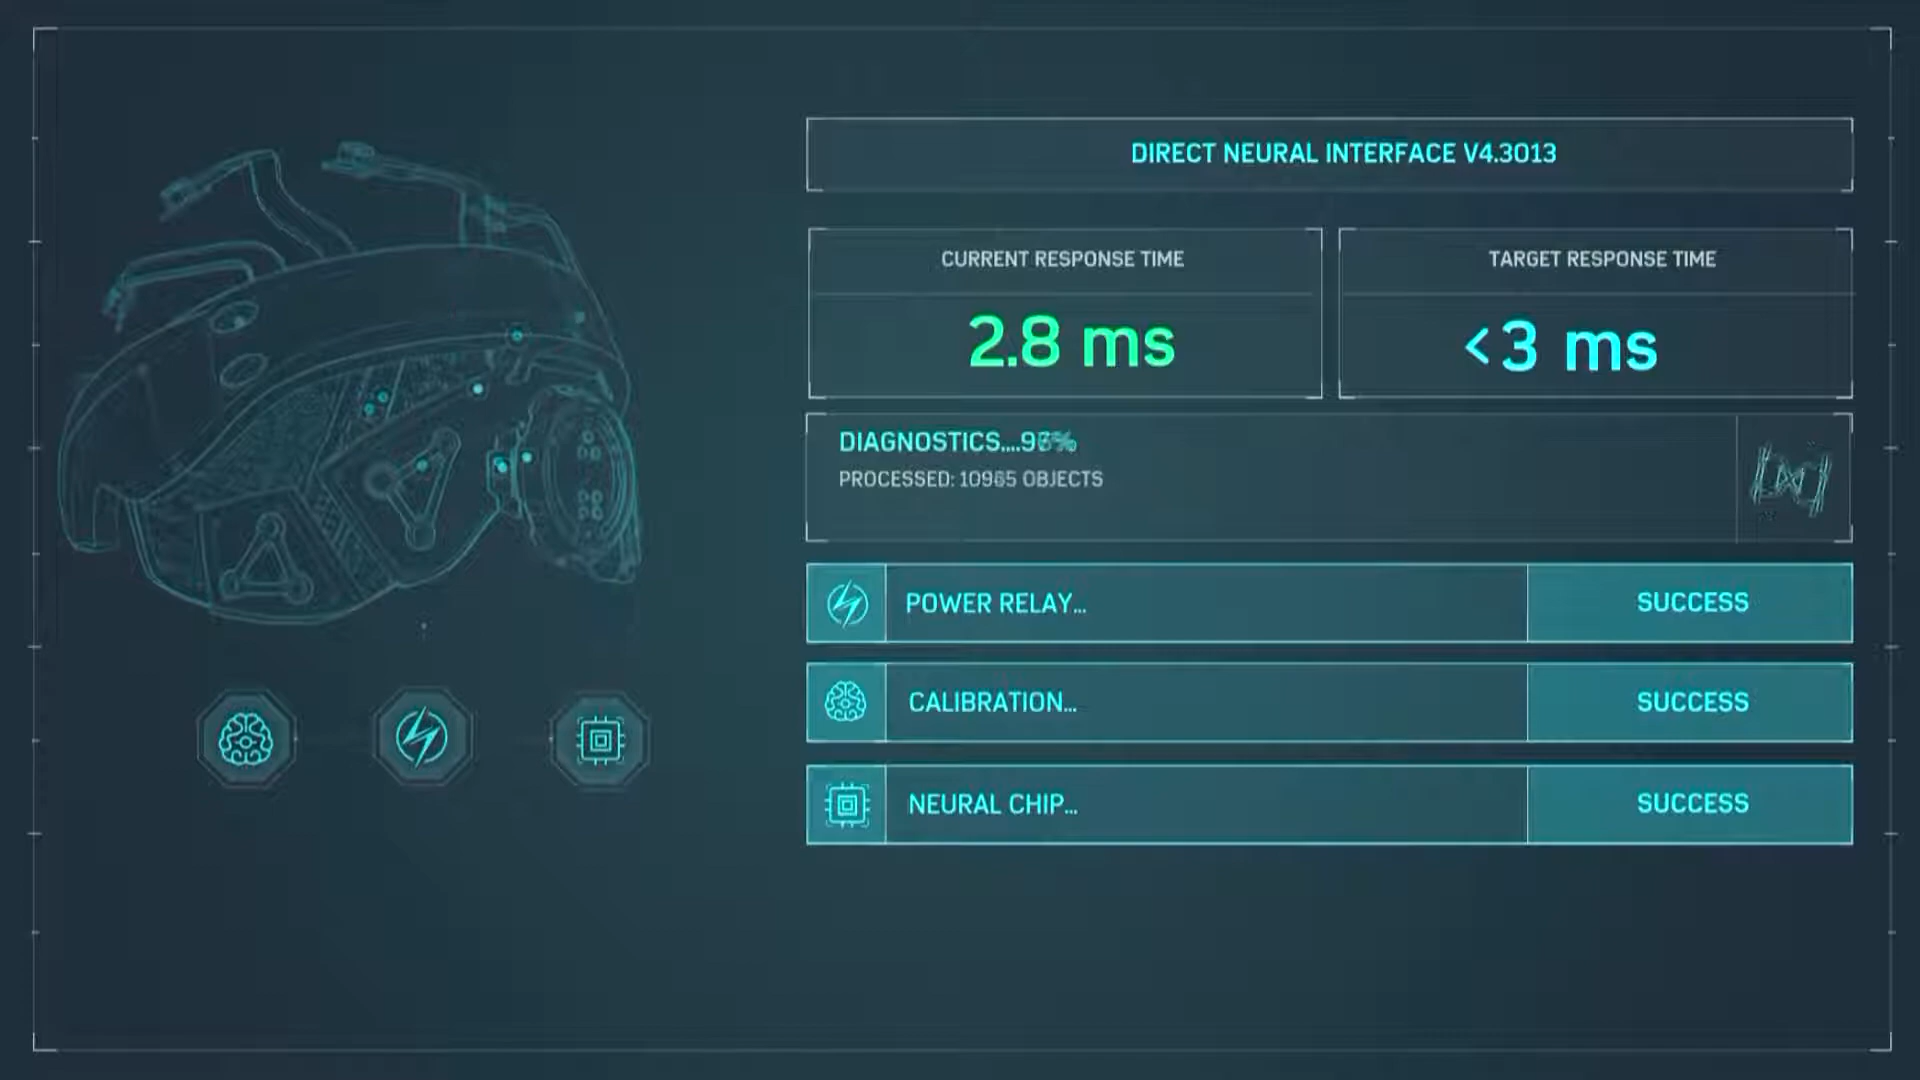 DIRECT NEURAL INTERFACE V4.3013
CURRENT RESPONSE TIME
2.8 ms
TARGET RESPONSE TIME
<3 ms
DIAGNOSTICS....
PROCESSED: OBJECTS
POWER RELAY...
SUCCESS
CALIBRATION...
SUCCESS
NEURAL CHIP...
SUCCESS